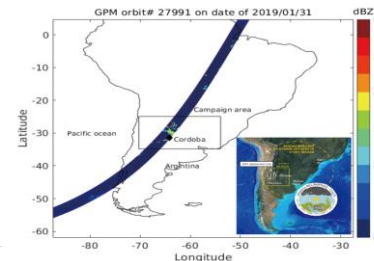 GPM orbit# 27991 on date of 2019/01/31
dBZ
0
-10
-20
-30
-40
-50
-60
Latitude
Campaign area
Pacific ocean
Cordoba
Argentina
-80 -70 -60 -50 -40 -30
Longitude